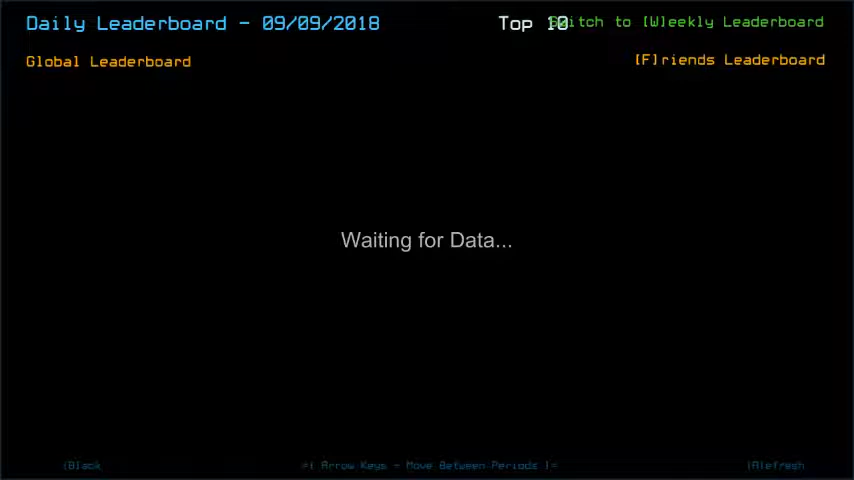 Daily Leaderboard - 09/09/2018
Top 10
Switch to [W]eekly Leaderboard
Global Leaderboard
[F]riends Leaderboard
Waiting for Data...
[B]ack
=[ Arrow Keys - Move Between Periods ]=
[R]efresh